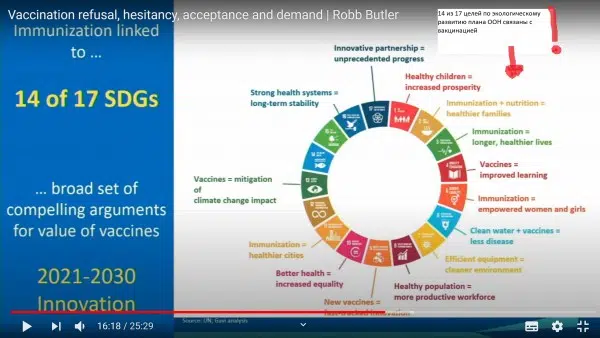 Vaccination refusal, hesitancy, acceptance and demand | Robb Butler
14 из 17 целей по экологическому
развитию плана ООН связаны с
вакцинацией
Immunization linked
to ...
14 of 17 SDGs
... broad set of
compelling arguments
for value of vaccines
2021-2030
Innovation
Innovative partnership =
unprecedented progress
Healthy children =
increased prosperity
Immunization + nutrition =
healthier families
Immunization =
longer, healthier lives
Vaccines =
improved learning
Immunization =
empowered women and girls
Clean water + vaccines =
less disease
Efficient equipment =
cleaner environment
Healthy population =
more productive workforce
New vaccines =
fast-tracked innovation
Better health =
increased equality
Immunization =
healthier cities
Vaccines = mitigation
of
climate change impact
Strong health systems =
long-term stability
Source: UN; Gavi analysis
16:18 / 25:29